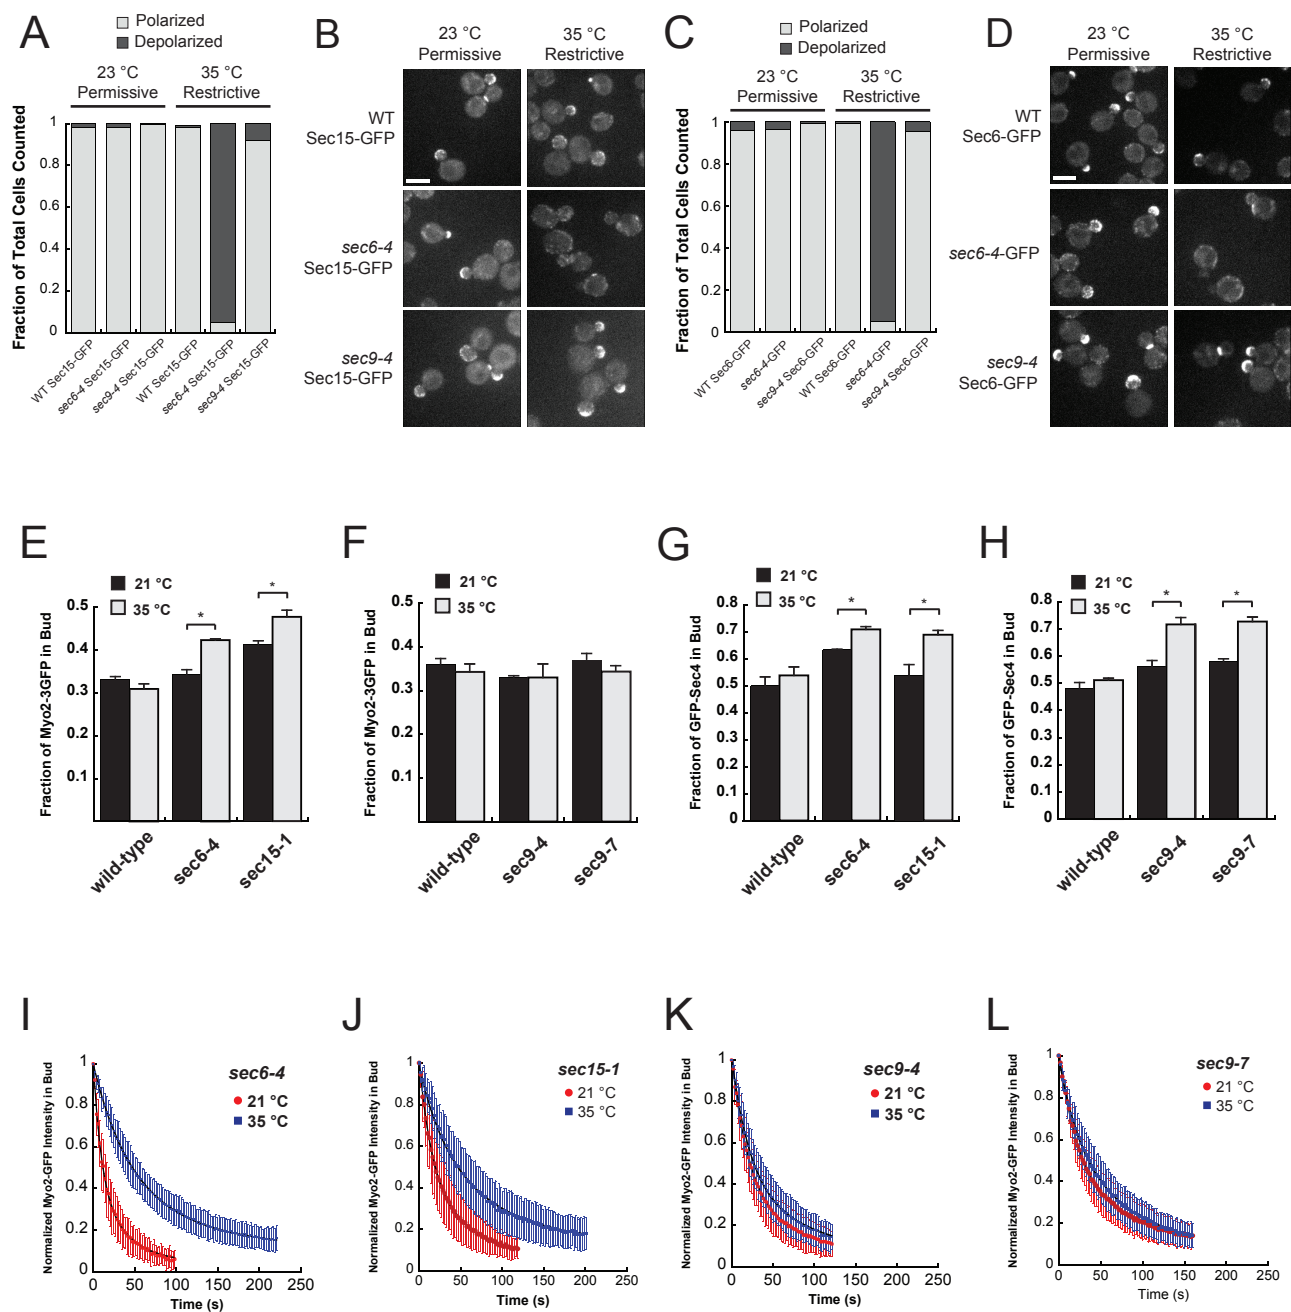 A
Polarized
Depolarized
23 °C
Permissive
35 °C
Restrictive
Fraction of Total Cells Counted
1
0.8
0.6
0.4
0.2
0
WT Sec15-GFP
sec6-4 Sec15-GFP
sec9-4 Sec15-GFP
WT Sec15-GFP
sec6-4 Sec15-GFP
sec9-4 Sec15-GFP
B
23 °C
Permissive
35 °C
Restrictive
WT
Sec15-GFP
sec6-4
Sec15-GFP
sec9-4
Sec15-GFP
C
Polarized
Depolarized
23 °C
Permissive
35 °C
Restrictive
Fraction of Total Cells Counted
1
0.8
0.6
0.4
0.2
0
WT Sec6-GFP
sec6-4-GFP
sec9-4 Sec6-GFP
WT Sec6-GFP
sec6-4-GFP
sec9-4 Sec6-GFP
D
23 °C
Permissive
35 °C
Restrictive
WT
Sec6-GFP
sec6-4-GFP
sec9-4
Sec6-GFP
E
21 °C
35 °C
Fraction of Myo2-3GFP in Bud
0.5
0.4
0.3
0.2
0.1
*
*
wild-type
sec6-4
sec15-1
F
21 °C
35 °C
Fraction of Myo2-3GFP in Bud
0.5
0.4
0.3
0.2
0.1
wild-type
sec9-4
sec9-7
G
21 °C
35 °C
Fraction of GFP-Sec4 in Bud
0.8
0.7
0.6
0.5
0.4
0.3
0.2
0.1
0
*
*
wild-type
sec6-4
sec15-1
H
21 °C
35 °C
Fraction of GFP-Sec4 in Bud
0.8
0.7
0.6
0.5
0.4
0.3
0.2
0.1
0
*
*
wild-type
sec9-4
sec9-7
I
sec6-4
21 °C
35 °C
Normalized Myo2-GFP Intensity in Bud
1
0.8
0.6
0.4
0.2
0
0 50 100 150 200 250
Time (s)
J
sec15-1
21 °C
35 °C
Normalized Myo2-GFP Intensity in Bud
1
0.8
0.6
0.4
0.2
0
0 50 100 150 200 250
Time (s)
K
sec9-4
21 °C
35 °C
Normalized Myo2-GFP Intensity in Bud
1
0.8
0.6
0.4
0.2
0
0 50 100 150 200 250
Time (s)
L
sec9-7
21 °C
35 °C
Normalized Myo2-GFP Intensity in Bud
1
0.8
0.6
0.4
0.2
0
0 50 100 150 200 250
Time (s)